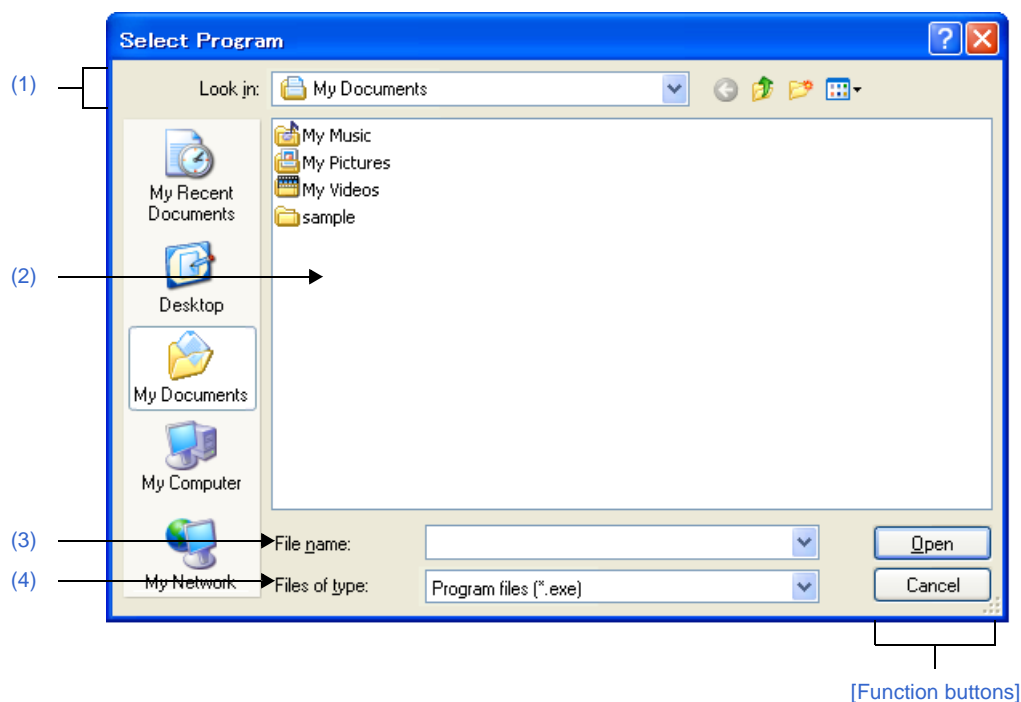 Select Program
(1)
Look in:
My Documents
My Music
My Pictures
My Videos
sample
My Recent
Documents
(2)
Desktop
My Documents
My Computer
(3)
File name:
Open
(4)
My Network
Files of type:
Program files (*.exe)
Cancel
[Function buttons]